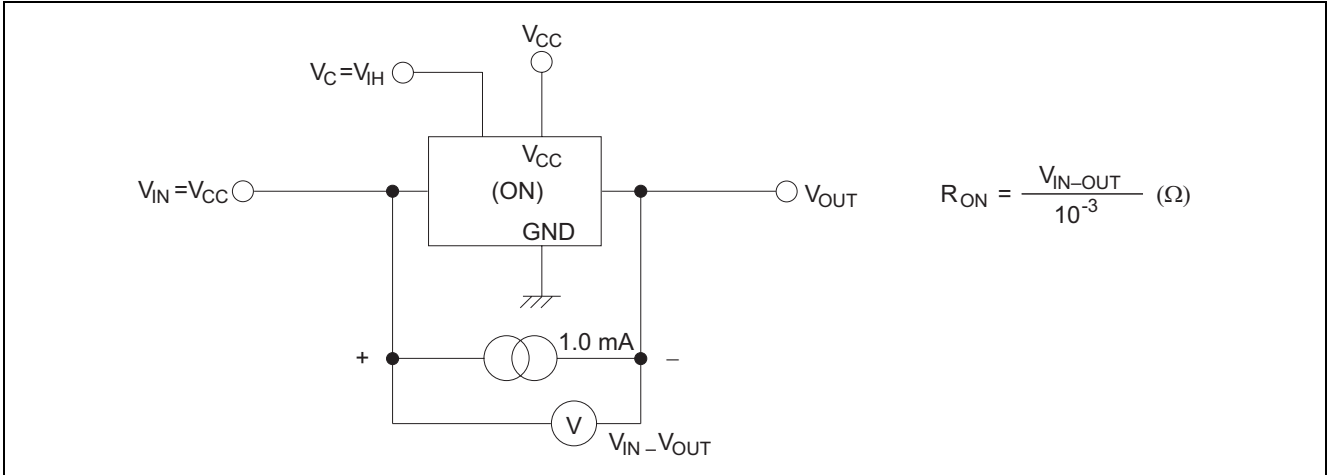 V_CC
V_C=V_IH
V_CC
V_IN=V_CC
(ON)
V_OUT
GND
R_ON = V_IN–OUT / 10^-3 (Ω)
+
1.0 mA
–
V
V_IN – V_OUT